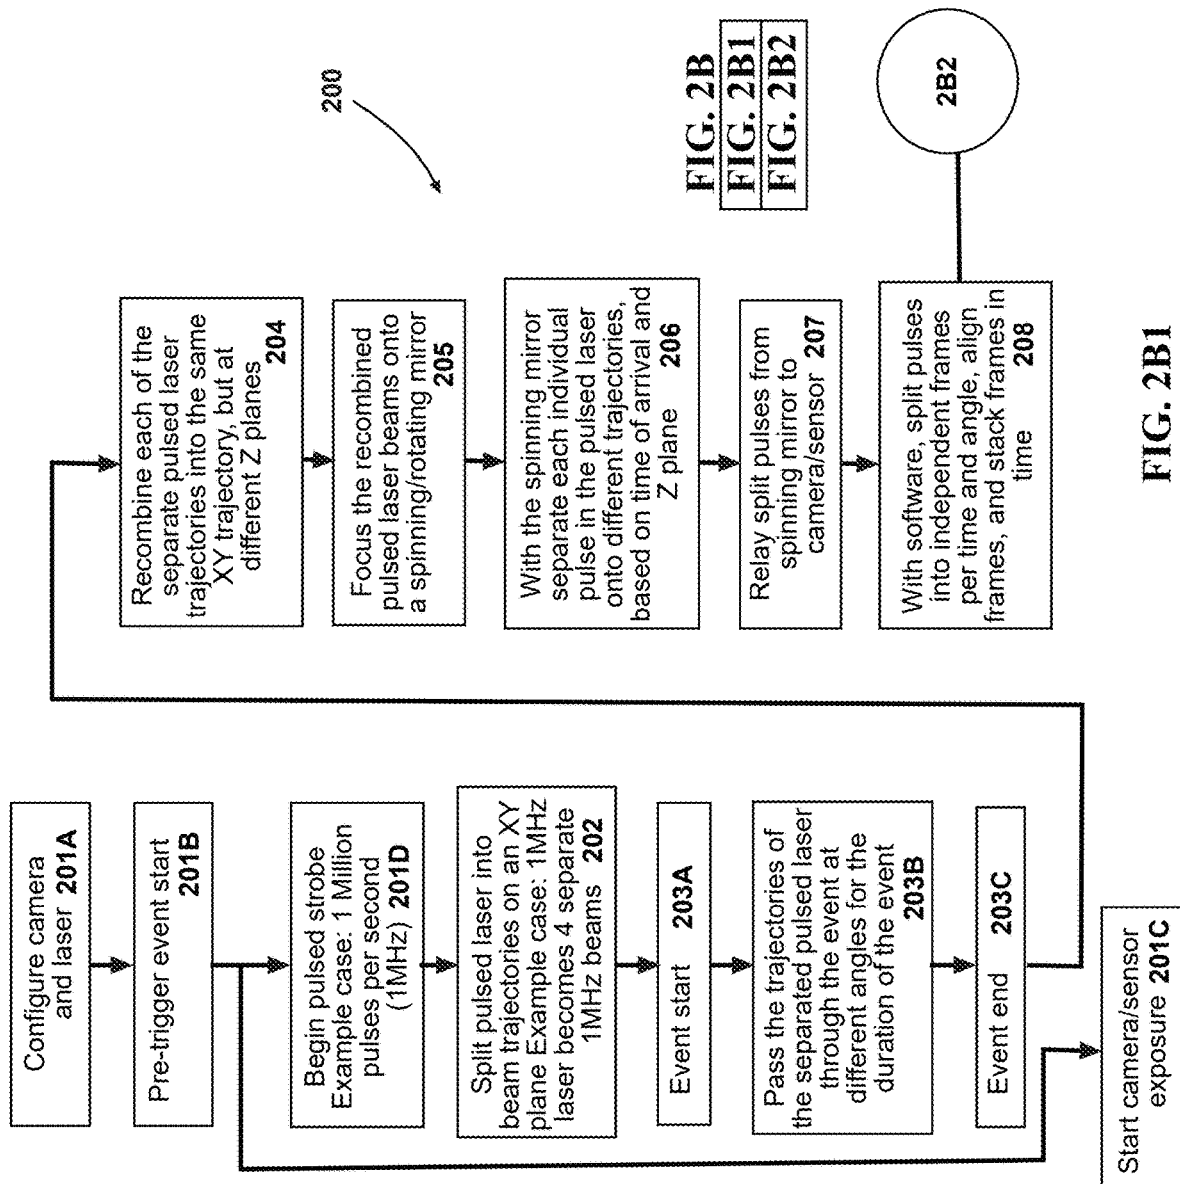 Configure camera
and laser 201A
Pre-trigger event start
201B
Begin pulsed strobe
Example case: 1 Million
pulses per second
(1MHz) 201D
Split pulsed laser into
beam trajectories on an XY
plane Example case: 1MHz
laser becomes 4 separate
1MHz beams 202
Event start 203A
Pass the trajectories of
the separated pulsed laser
through the event at
different angles for the
duration of the event
203B
Event end 203C
Start camera/sensor
exposure 201C
Recombine each of the
separate pulsed laser
trajectories into the same
XY trajectory, but at
different Z planes
204
Focus the recombined
pulsed laser beams onto
a spinning/rotating mirror
205
With the spinning mirror
separate each individual
pulse in the pulsed laser
onto different trajectories,
based on time of arrival and
Z plane 206
Relay split pulses from
spinning mirror to
camera/sensor 207
With software, split pulses
into independent frames
per time and angle, align
frames, and stack frames in
time 208
200
FIG. 2B
FIG. 2B1
FIG. 2B2
2B2
FIG. 2B1